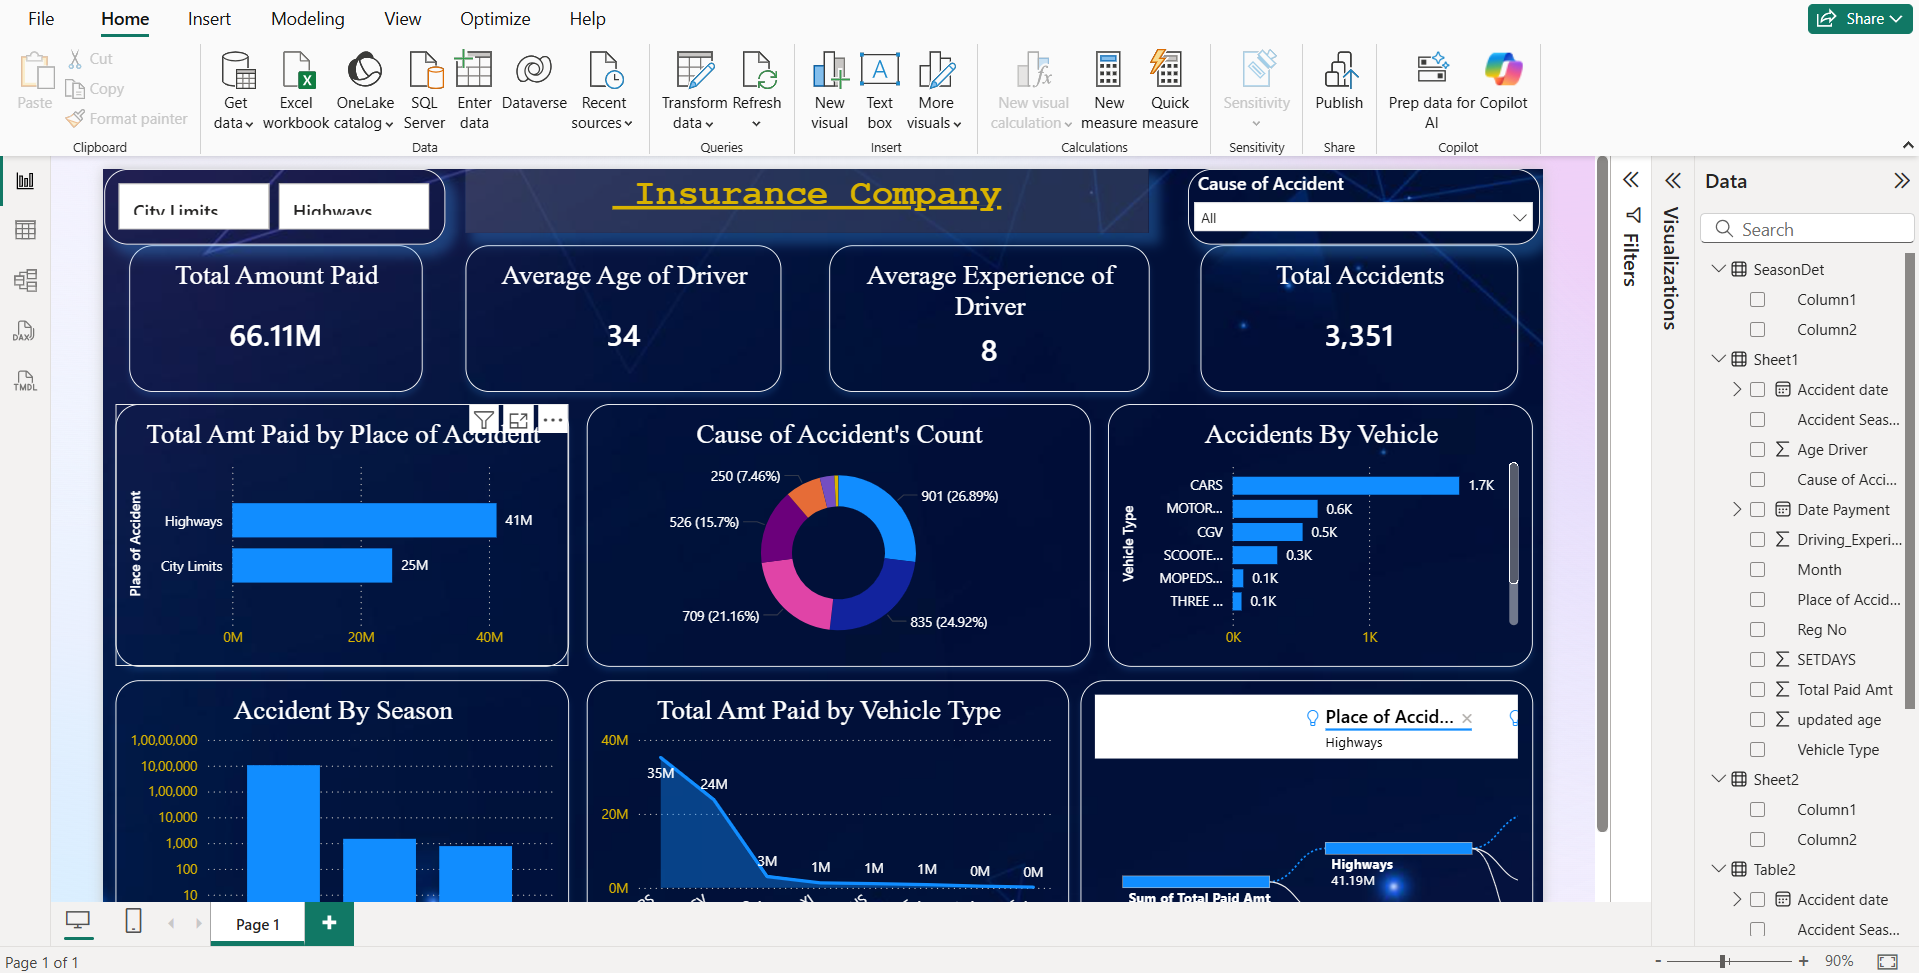 File
Home
Insert
Modeling
View
Optimize
Help
Share
Paste
Cut
Copy
Format painter
Clipboard
Get data
Excel workbook
OneLake catalog
SQL Server
Enter data
Dataverse
Recent sources
Data
Transform data
Refresh
Queries
New visual
Text box
More visuals
Insert
New visual calculation
New measure
Quick measure
Calculations
Sensitivity
Sensitivity
Publish
Share
Prep data for AI
Copilot
Copilot
City Limits
Highways
Insurance Company
Cause of Accident
All
Total Amount Paid
66.11M
Average Age of Driver
34
Average Experience of Driver
8
Total Accidents
3,351
Total Amt Paid by Place of Accident
Place of Accident
Highways
41M
City Limits
25M
0M
20M
40M
Cause of Accident's Count
250 (7.46%)
901 (26.89%)
526 (15.7%)
709 (21.16%)
835 (24.92%)
Accidents By Vehicle
Vehicle Type
CARS
1.7K
MOTOR...
0.6K
CGV
0.5K
SCOOTE...
0.3K
MOPEDS...
0.1K
THREE ...
0.1K
0K
1K
Accident By Season
1,00,00,000
10,00,000
1,00,000
10,000
1,000
100
10
Total Amt Paid by Vehicle Type
40M
20M
0M
35M
24M
3M
1M
1M
1M
0M
0M
Place of Accid...
Highways
Highways
41.19M
Sum of Total Paid Amt
Filters
Visualizations
Data
Search
SeasonDet
Column1
Column2
Sheet1
Accident date
Accident Seas...
Age Driver
Cause of Acci...
Date Payment
Driving_Experi...
Month
Place of Accid...
Reg No
SETDAYS
Total Paid Amt
updated age
Vehicle Type
Sheet2
Column1
Column2
Table2
Accident date
Accident Seas...
DAX
TMDL
Page 1
Page 1 of 1
90%